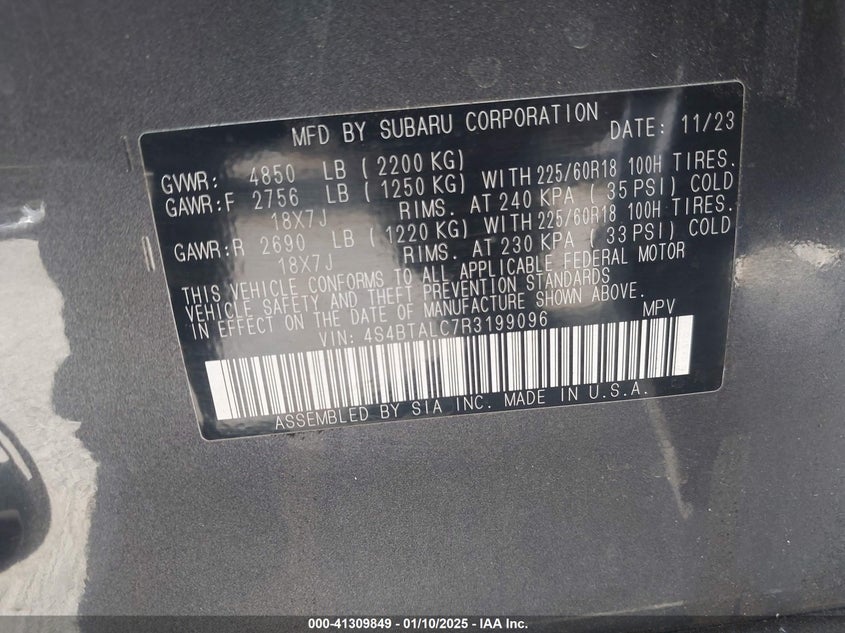 MFD BY SUBARU CORPORATION DATE: 11/23
GVWR: 4850 LB (2200 KG)
GAWR:F 2756 LB (1250 KG) WITH 225/60R18 100H TIRES.
18X7J RIMS. AT 240 KPA (35 PSI) COLD
GAWR:R 2690 LB (1220 KG) WITH 225/60R18 100H TIRES.
18X7J RIMS. AT 230 KPA (33 PSI) COLD
THIS VEHICLE CONFORMS TO ALL APPLICABLE FEDERAL MOTOR
VEHICLE SAFETY AND THEFT PREVENTION STANDARDS
IN EFFECT ON THE DATE OF MANUFACTURE SHOWN ABOVE.
VIN: 4S4BTALC7R3199096 MPV
ASSEMBLED BY SIA INC. MADE IN U.S.A.
000-41309849 - 01/10/2025 - IAA Inc.